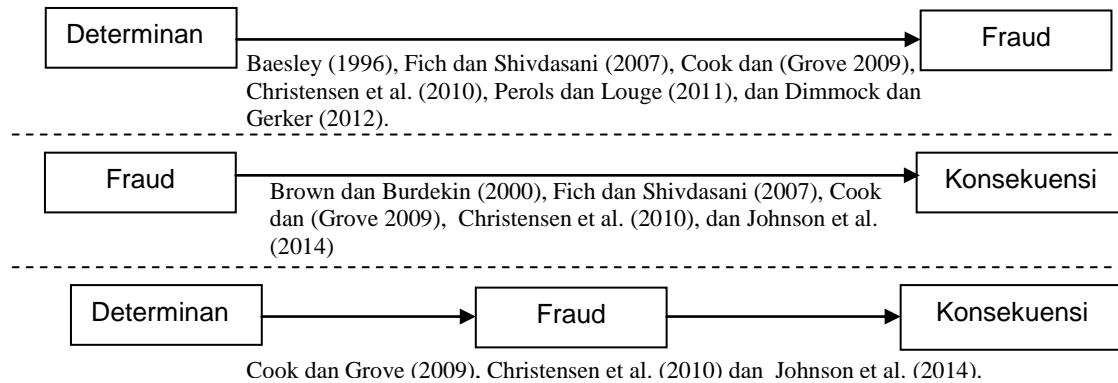 Determinan
Fraud
Baesley (1996), Fich dan Shivdasani (2007), Cook dan (Grove 2009),
Christensen et al. (2010), Perols dan Louge (2011), dan Dimmock dan
Gerker (2012).
Fraud
Konsekuensi
Brown dan Burdekin (2000), Fich dan Shivdasani (2007), Cook
dan (Grove 2009), Christensen et al. (2010), dan Johnson et al.
(2014)
Determinan
Fraud
Konsekuensi
Cook dan Grove (2009), Christensen et al. (2010) dan Johnson et al. (2014).